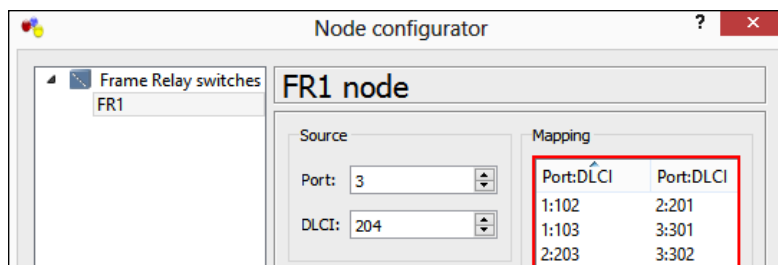 Node configurator ? ×
Frame Relay switches
FR1
FR1 node
Source
Port: 3
DLCI: 204
Mapping
Port:DLCI Port:DLCI
1:102 2:201
1:103 3:301
2:203 3:302